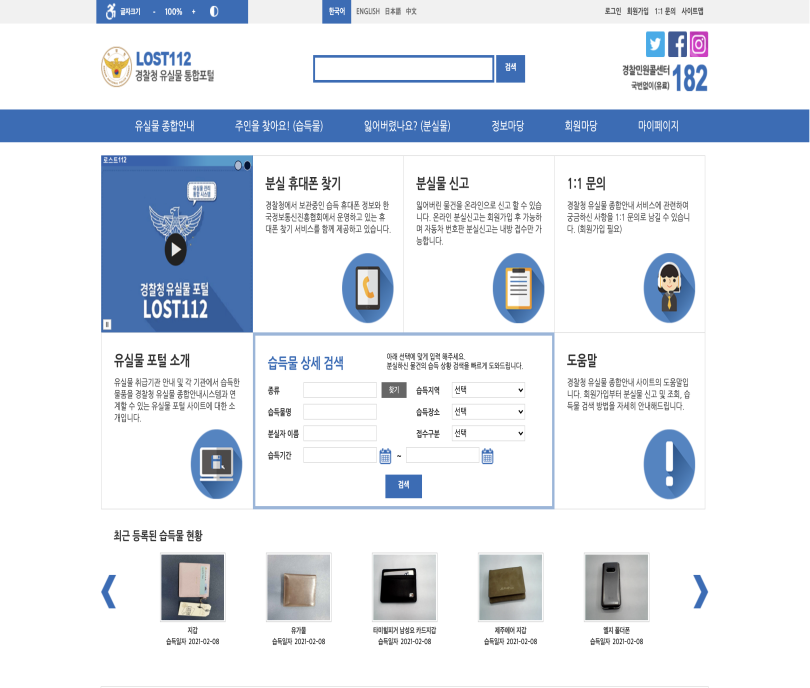 글자크기 - 100% +
한국어 ENGLISH 日本語 中文
로그인 회원가입 1:1 문의 사이트맵
LOST112
경찰청 유실물 통합포털
검색
경찰민원콜센터
국번없이(유료)
182
유실물 종합안내 주인을 찾아요! (습득물) 잃어버렸나요? (분실물) 정보마당 회원마당 마이페이지
로스트112
유실물 관리
통합 시스템
경찰청 유실물 포털
LOST112
분실 휴대폰 찾기
경찰청에서 보관중인 습득 휴대폰 정보와 한
국정보통신진흥협회에서 운영하고 있는 휴
대폰 찾기 서비스를 함께 제공하고 있습니다.
분실물 신고
잃어버린 물건을 온라인으로 신고 할 수 있습
니다. 온라인 분실신고는 회원가입 후 가능하
며 자동차 번호판 분실신고는 내방 접수만 가
능합니다.
1:1 문의
경찰청 유실물 종합안내 서비스에 관련하여
궁금하신 사항을 1:1 문의로 남길 수 있습니
다. (회원가입 필요)
유실물 포털 소개
유실물 취급기관 안내 및 각 기관에서 습득한
물품을 경찰청 유실물 종합안내시스템과 연
계할 수 있는 유실물 포털 사이트에 대한 소
개입니다.
습득물 상세 검색
아래 선택에 맞게 입력 해주세요.
분실하신 물건의 습득 상황 검색을 빠르게 도와드립니다.
종류 찾기 습득지역 선택
습득물명 습득장소 선택
분실자 이름 접수구분 선택
습득기간 ~
검색
도움말
경찰청 유실물 종합안내 사이트의 도움말입
니다. 회원가입부터 분실물 신고 및 조회, 습
득물 검색 방법을 자세히 안내해드립니다.
최근 등록된 습득물 현황
지갑
습득일자 2021-02-08
유가물
습득일자 2021-02-08
타미힐피거 남성요 카드지갑
습득일자 2021-02-08
제주에어 지갑
습득일자 2021-02-08
엘지 폴더폰
습득일자 2021-02-08